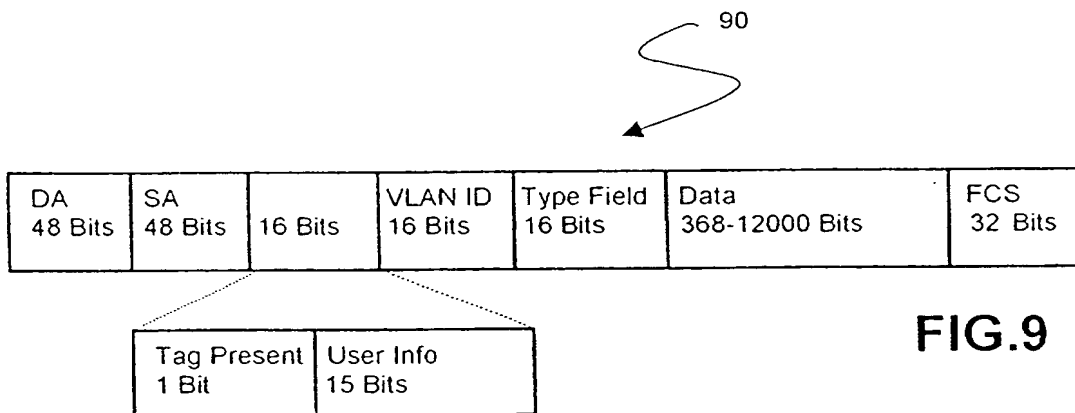 90
DA
48 Bits
SA
48 Bits
16 Bits
VLAN ID
16 Bits
Type Field
16 Bits
Data
368-12000 Bits
FCS
32 Bits
Tag Present
1 Bit
User Info
15 Bits
FIG.9